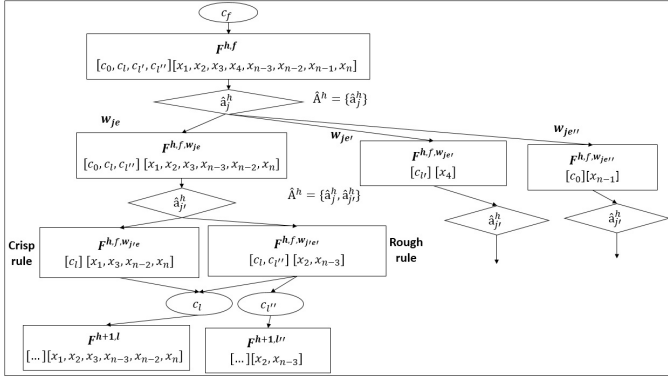 c_f
F^{h,f}
[c_0, c_l, c_{l'}, c_{l''}][x_1, x_2, x_3, x_4, x_{n-3}, x_{n-2}, x_{n-1}, x_n]
â_j^h
Â^h = {â_j^h}
w_{je}
w_{je'}
w_{je''}
F^{h,f,w_{je}}
[c_0, c_l, c_{l''}] [x_1, x_2, x_3, x_{n-3}, x_{n-2}, x_n]
F^{h,f,w_{je'}}
[c_{l'}] [x_4]
F^{h,f,w_{je''}}
[c_0][x_{n-1}]
â_{j'}^h
Â^h = {â_j^h, â_{j'}^h}
â_{j'}^h
â_{j'}^h
Crisp
rule
F^{h,f,w_{j'e}}
[c_l] [x_1, x_3, x_{n-2}, x_n]
F^{h,f,w_{j'e'}}
[c_l, c_{l''}] [x_2, x_{n-3}]
Rough
rule
c_l
c_{l''}
F^{h+1,l}
[…][x_1, x_2, x_3, x_{n-3}, x_{n-2}, x_n]
F^{h+1,l''}
[…][x_2, x_{n-3}]